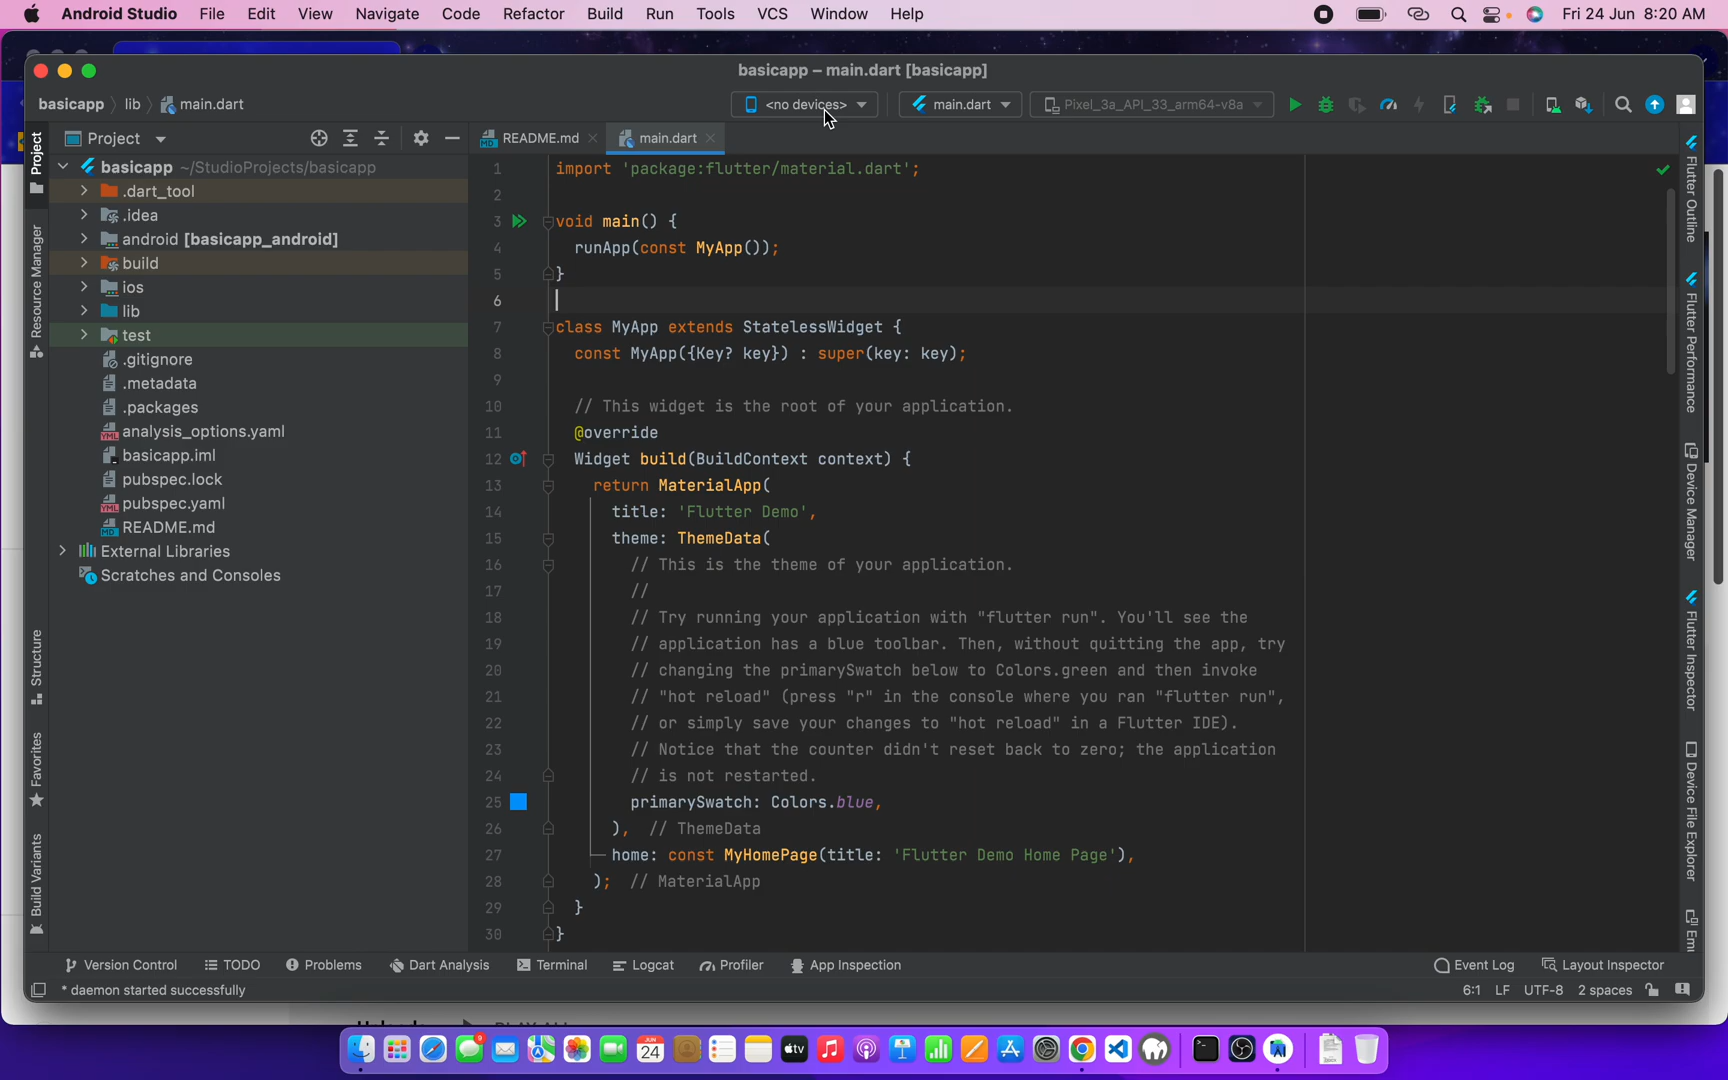 Android Studio File Edit View Navigate Code Refactor Build Run Tools VCS Window Help Fri 24 Jun 8:20 AM
basicapp – main.dart [basicapp]
basicapp lib main.dart <no devices> main.dart Pixel_3a_API_33_arm64-v8a
Project README.md main.dart
basicapp ~/StudioProjects/basicapp
.dart_tool
.idea
android [basicapp_android]
build
ios
lib
test
.gitignore
.metadata
.packages
analysis_options.yaml
basicapp.iml
pubspec.lock
pubspec.yaml
README.md
External Libraries
Scratches and Consoles
Project
Resource Manager
Structure
Favorites
Build Variants
1 import 'package:flutter/material.dart';
2
3 void main() {
4 runApp(const MyApp());
5 }
6
7 class MyApp extends StatelessWidget {
8 const MyApp({Key? key}) : super(key: key);
9
10 // This widget is the root of your application.
11 @override
12 Widget build(BuildContext context) {
13 return MaterialApp(
14 title: 'Flutter Demo',
15 theme: ThemeData(
16 // This is the theme of your application.
17 //
18 // Try running your application with "flutter run". You'll see the
19 // application has a blue toolbar. Then, without quitting the app, try
20 // changing the primarySwatch below to Colors.green and then invoke
21 // "hot reload" (press "r" in the console where you ran "flutter run",
22 // or simply save your changes to "hot reload" in a Flutter IDE).
23 // Notice that the counter didn't reset back to zero; the application
24 // is not restarted.
25 primarySwatch: Colors.blue,
26 ), // ThemeData
27 home: const MyHomePage(title: 'Flutter Demo Home Page'),
28 ); // MaterialApp
29 }
30 }
Flutter Outline
Flutter Performance
Device Manager
Flutter Inspector
Device File Explorer
Em
Version Control TODO Problems Dart Analysis Terminal Logcat Profiler App Inspection Event Log Layout Inspector
* daemon started successfully 6:1 LF UTF-8 2 spaces
JUN
24
9
tv